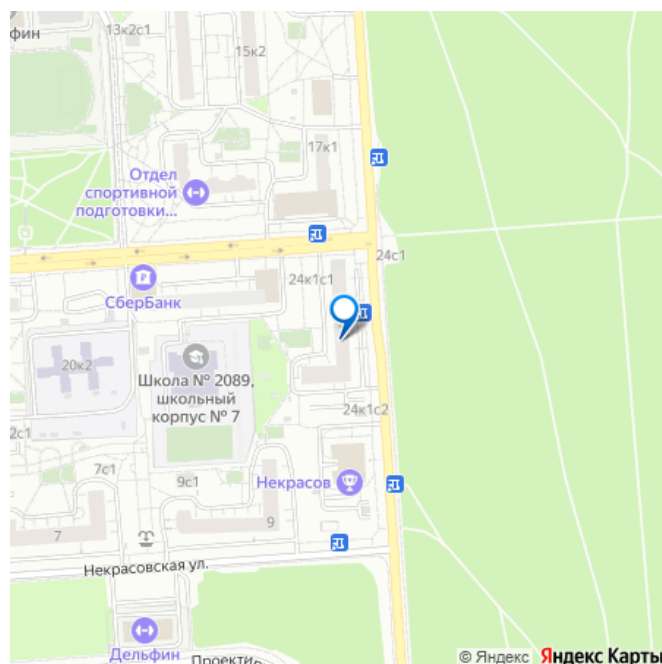 фин
13к2с1
15к2
17к1
Отдел
спортивной
подготовки...
24с1
СберБанк
24к1с1
20к2
Школа № 2089,
школьный
корпус № 7
24к1с2
2с1
7с1
9с1
Некрасов
7
9
Некрасовская ул.
Дельфин
Проекти
© Яндекс Яндекс Карты